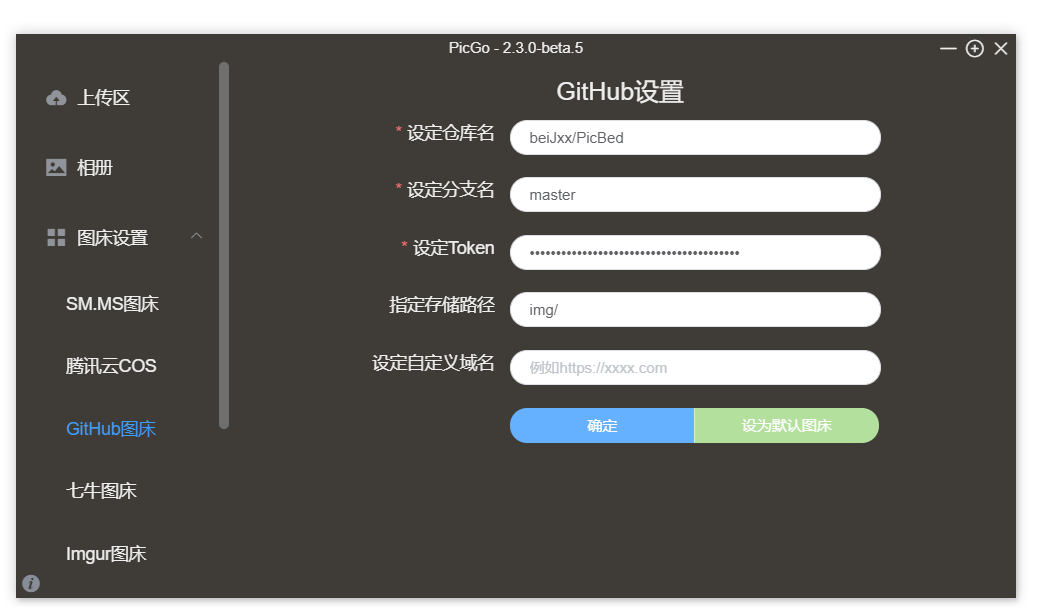 PicGo - 2.3.0-beta.5
上传区
相册
图床设置
SM.MS图床
腾讯云COS
GitHub图床
七牛图床
Imgur图床
GitHub设置
* 设定仓库名
beiJxx/PicBed
* 设定分支名
master
* 设定Token
••••••••••••••••••••••••••••••••••••••••
指定存储路径
img/
设定自定义域名
例如https://xxxx.com
确定
设为默认图床